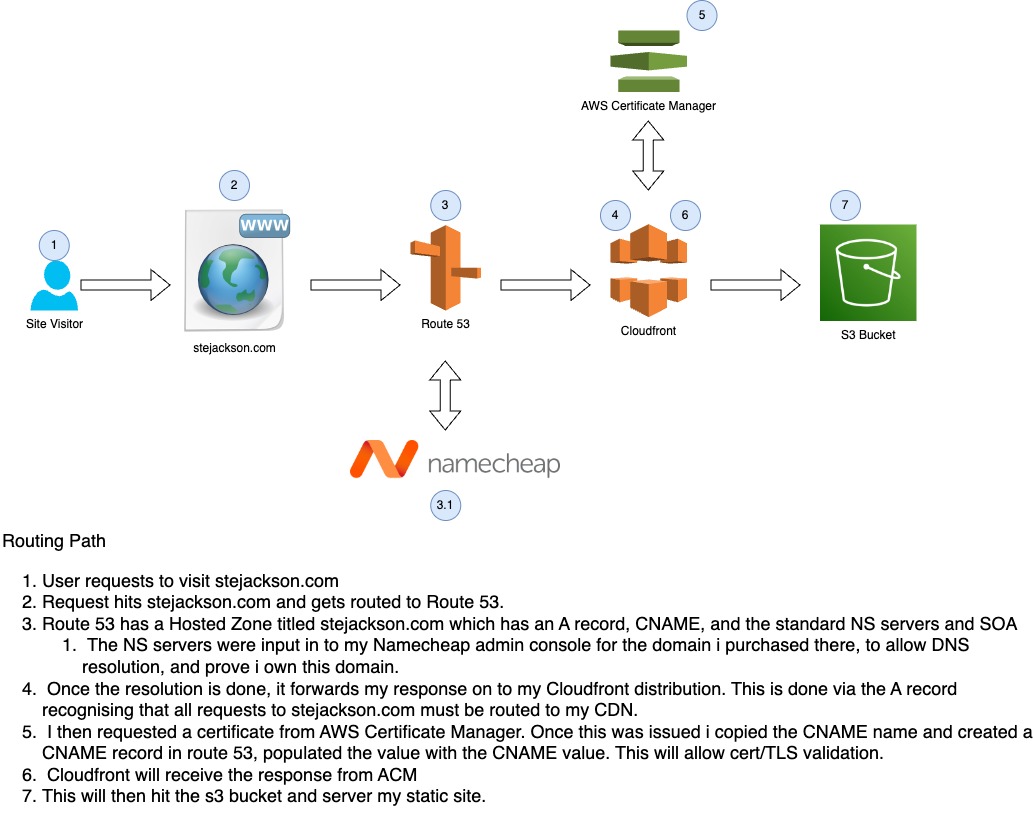 5
AWS Certificate Manager
2
www
3
4
6
7
1
Site Visitor
stejackson.com
Route 53
Cloudfront
S3 Bucket
namecheap
3.1
Routing Path
1. User requests to visit stejackson.com
2. Request hits stejackson.com and gets routed to Route 53.
3. Route 53 has a Hosted Zone titled stejackson.com which has an A record, CNAME, and the standard NS servers and SOA
1. The NS servers were input in to my Namecheap admin console for the domain i purchased there, to allow DNS
resolution, and prove i own this domain.
4. Once the resolution is done, it forwards my response on to my Cloudfront distribution. This is done via the A record
recognising that all requests to stejackson.com must be routed to my CDN.
5. I then requested a certificate from AWS Certificate Manager. Once this was issued i copied the CNAME name and created a
CNAME record in route 53, populated the value with the CNAME value. This will allow cert/TLS validation.
6. Cloudfront will receive the response from ACM
7. This will then hit the s3 bucket and server my static site.